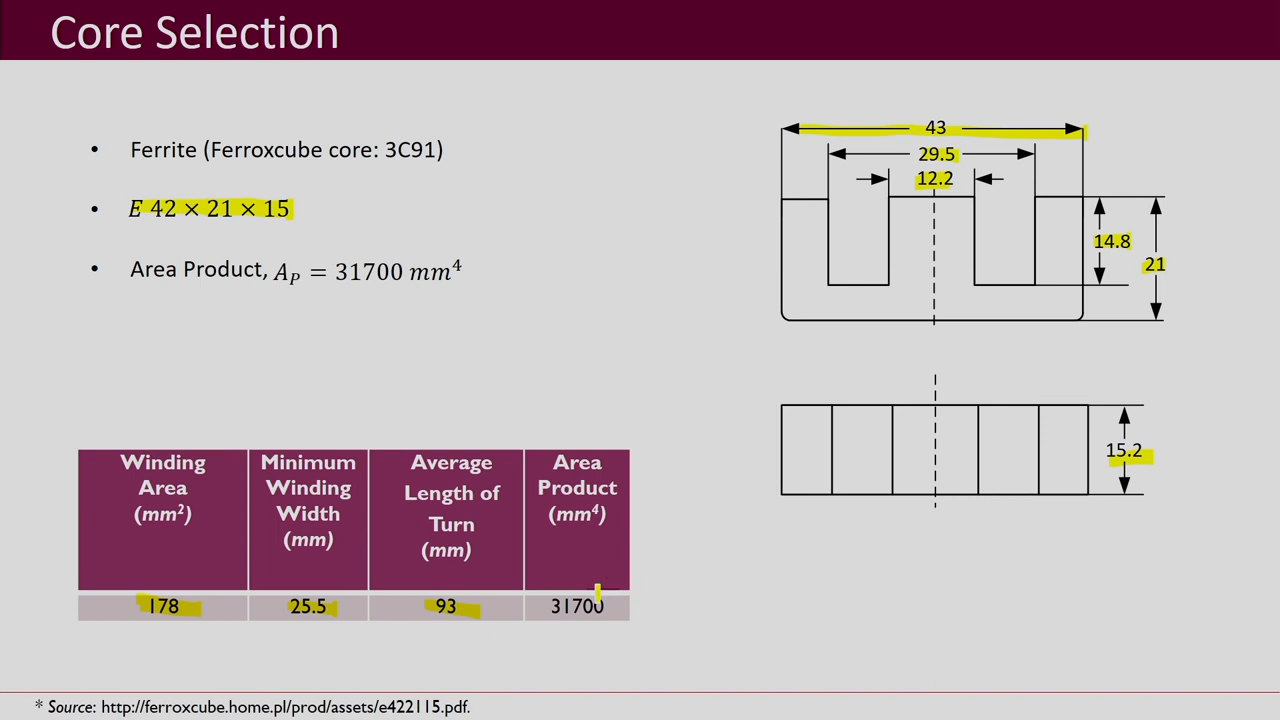 Core Selection
• Ferrite (Ferroxcube core: 3C91)
• E 42 × 21 × 15
• Area Product, A_P = 31700 mm⁴
43
29.5
12.2
14.8
21
15.2
Winding Area (mm²)
Minimum Winding Width (mm)
Average Length of Turn (mm)
Area Product (mm⁴)
178 25.5 93 31700
* Source: http://ferroxcube.home.pl/prod/assets/e422115.pdf.